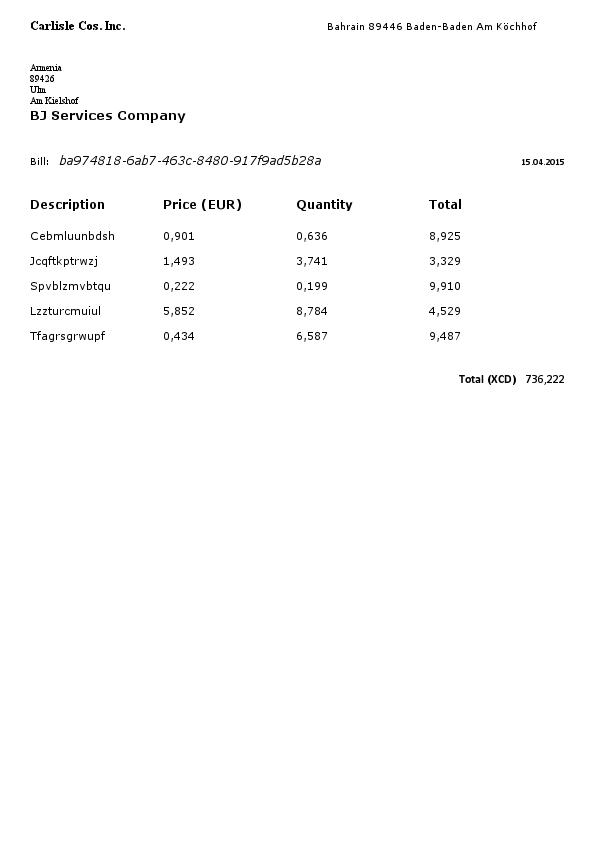 Carlisle Cos. Inc. Bahrain 89446 Baden-Baden Am Köchhof
Armenia
89426
Ulm
Am Kielshof
BJ Services Company
Bill: ba974818-6ab7-463c-8480-917f9ad5b28a 15.04.2015
Description Price (EUR) Quantity Total
Cebmluunbdsh 0,901 0,636 8,925
Jcqftkptrwzj 1,493 3,741 3,329
Spvblzmvbtqu 0,222 0,199 9,910
Lzzturcmuiul 5,852 8,784 4,529
Tfagrsgrwupf 0,434 6,587 9,487
Total (XCD) 736,222